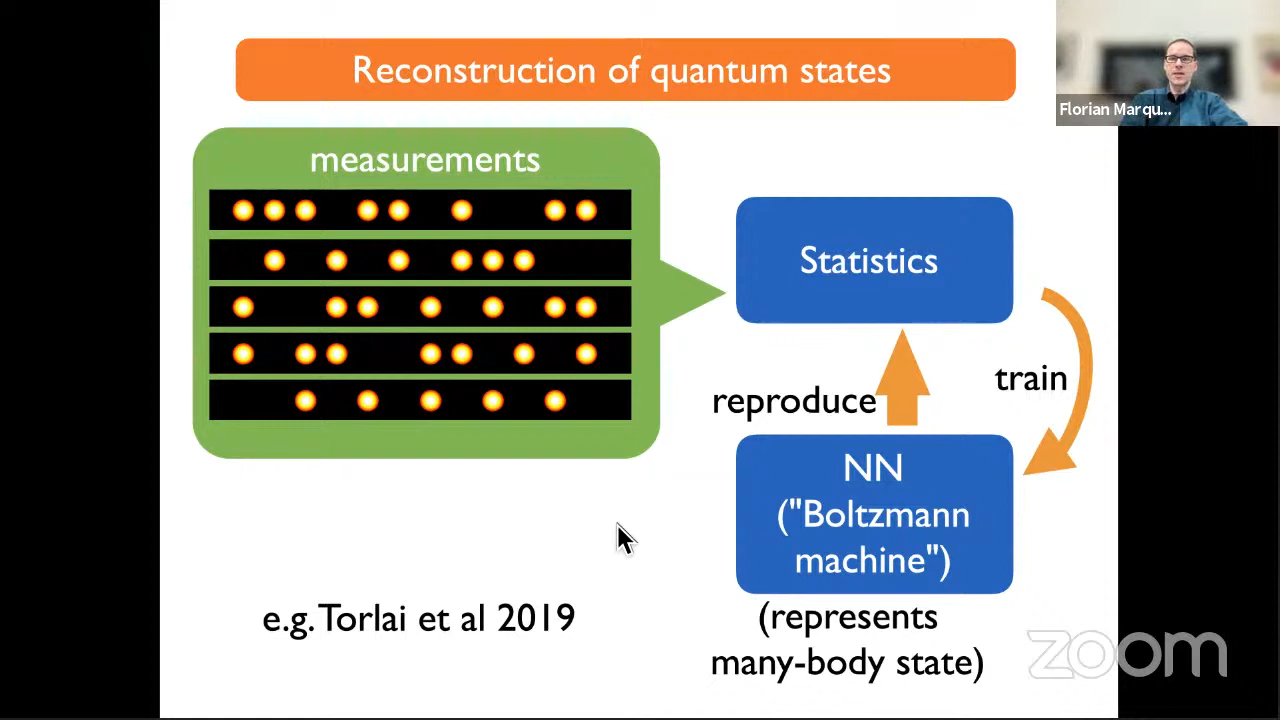 Reconstruction of quantum states
Florian Marqu...
measurements
Statistics
train
reproduce
NN
("Boltzmann
machine")
e.g. Torlai et al 2019
(represents
many-body state)
zoom